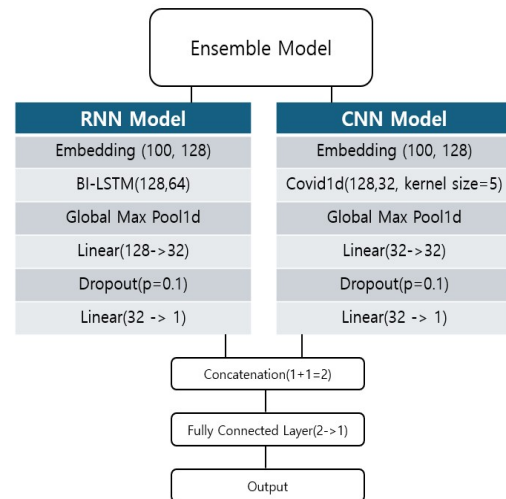 Ensemble Model
RNN Model
Embedding (100, 128)
BI-LSTM(128,64)
Global Max Pool1d
Linear(128->32)
Dropout(p=0.1)
Linear(32 -> 1)
CNN Model
Embedding (100, 128)
Covid1d(128,32, kernel size=5)
Global Max Pool1d
Linear(32->32)
Dropout(p=0.1)
Linear(32 -> 1)
Concatenation(1+1=2)
Fully Connected Layer(2->1)
Output